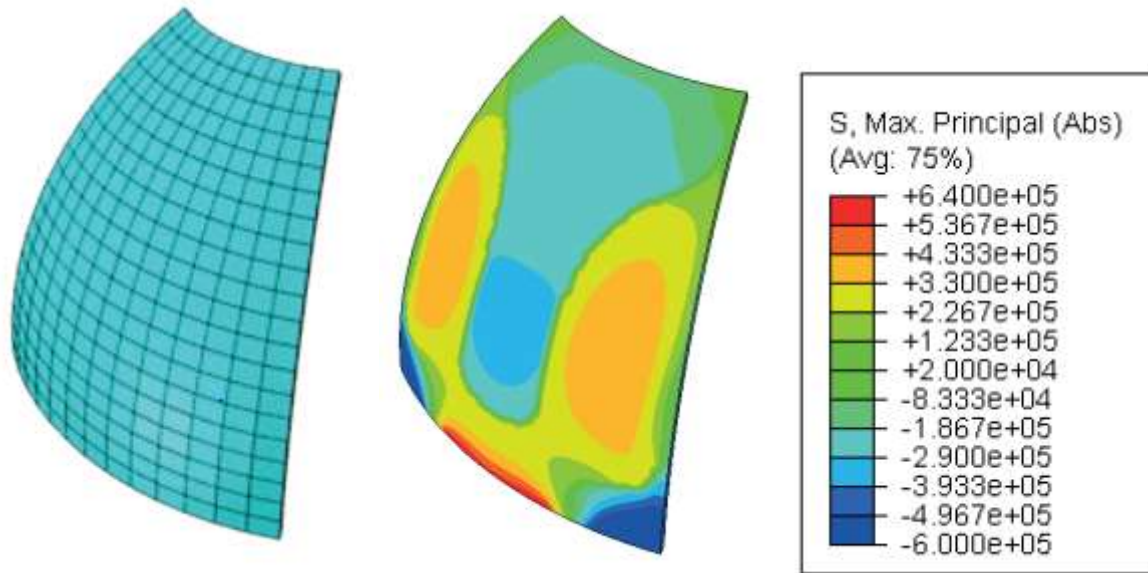 S, Max. Principal (Abs)
(Avg: 75%)
+6.400e+05
+5.367e+05
+4.333e+05
+3.300e+05
+2.267e+05
+1.233e+05
+2.000e+04
-8.333e+04
-1.867e+05
-2.900e+05
-3.933e+05
-4.967e+05
-6.000e+05